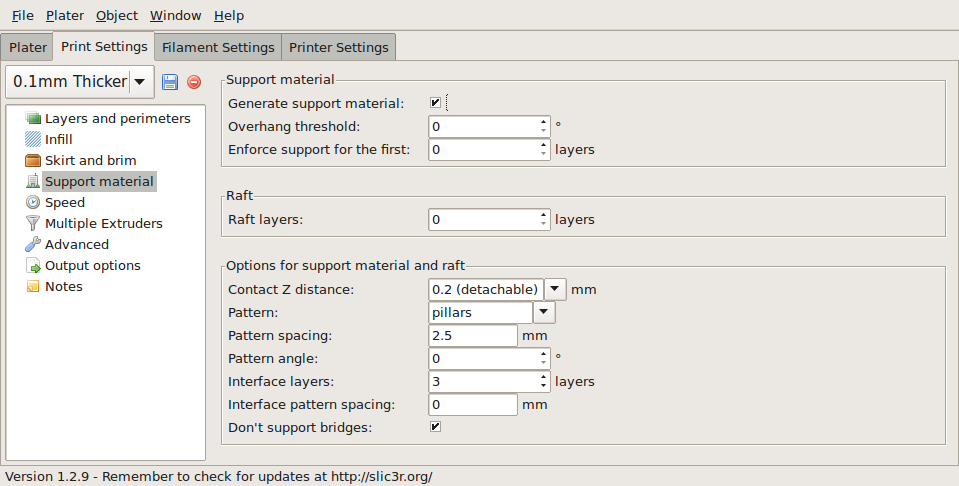 File Plater Object Window Help
Plater Print Settings Filament Settings Printer Settings
0.1mm Thicker
Layers and perimeters
Infill
Skirt and brim
Support material
Speed
Multiple Extruders
Advanced
Output options
Notes
Support material
Generate support material:
Overhang threshold: 0 °
Enforce support for the first: 0 layers
Raft
Raft layers: 0 layers
Options for support material and raft
Contact Z distance: 0.2 (detachable) mm
Pattern: pillars
Pattern spacing: 2.5 mm
Pattern angle: 0 °
Interface layers: 3 layers
Interface pattern spacing: 0 mm
Don't support bridges:
Version 1.2.9 - Remember to check for updates at http://slic3r.org/